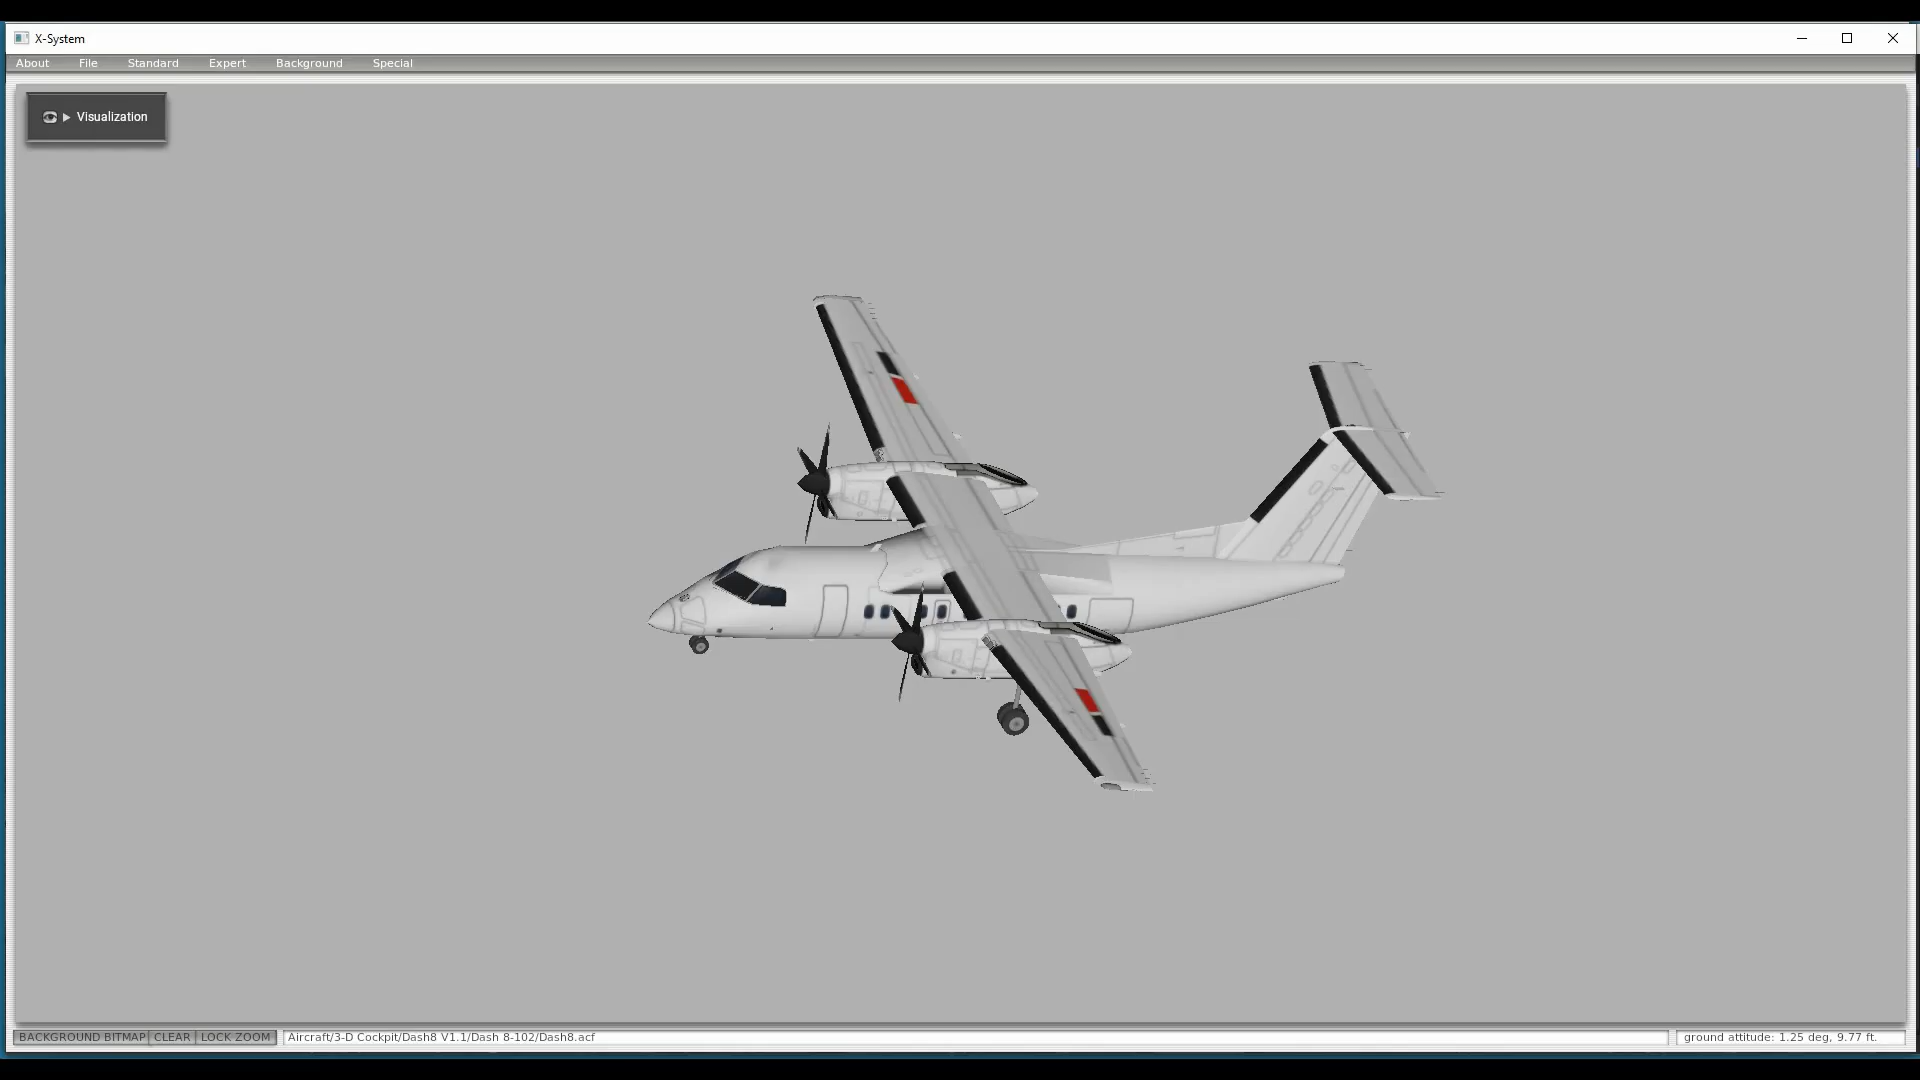 X-System
About File Standard Expert Background Special
Visualization
BACKGROUND BITMAP CLEAR LOCK ZOOM Aircraft/3-D Cockpit/Dash8 V1.1/Dash 8-102/Dash8.acf ground attitude: 1.25 deg, 9.77 ft.